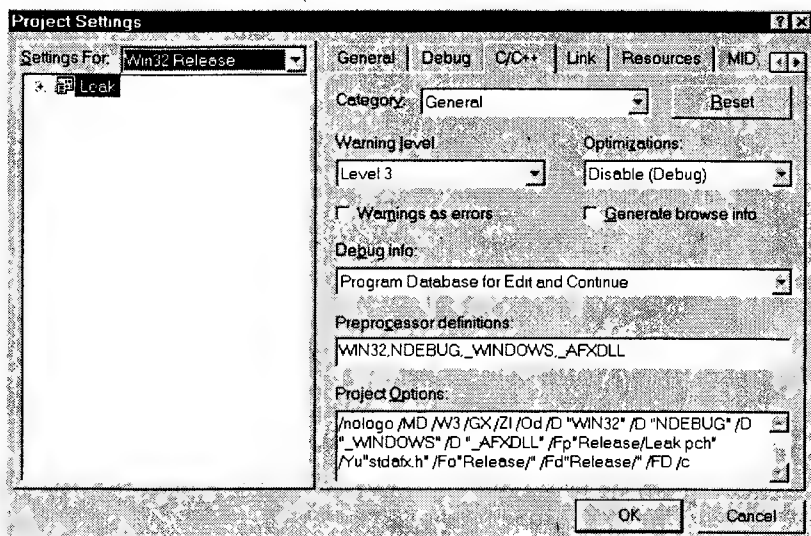 Project Settings
Settings For: Win32 Release
Leak
General Debug C/C++ Link Resources MID
Category: General Reset
Warning level Optimizations:
Level 3 Disable (Debug)
Warnings as errors Generate browse info
Debug info:
Program Database for Edit and Continue
Preprocessor definitions:
WIN32,NDEBUG,_WINDOWS,_AFXDLL
Project Options:
/nologo /MD /W3 /GX /ZI /Od /D "WIN32" /D "NDEBUG" /D
"_WINDOWS" /D "_AFXDLL" /Fp"Release/Leak.pch"
/Yu"stdafx.h" /Fo"Release/" /Fd"Release/" /FD /c
OK Cancel